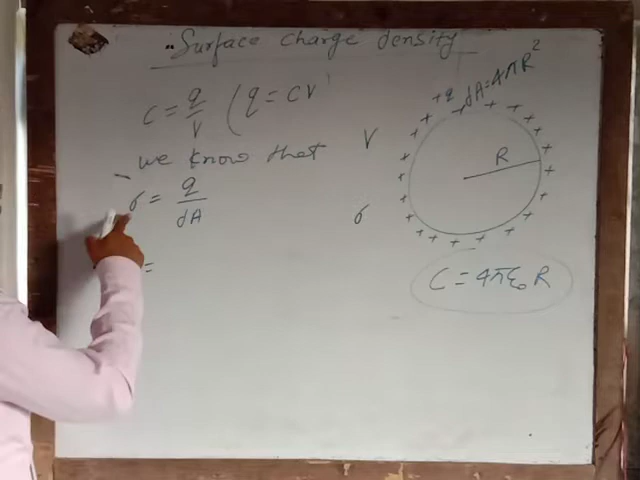 Surface charge density
C = q/V (q = CV)
we know that
σ = q/dA
=
+q
dA = 4πR²
V
R
σ
C = 4πε₀R